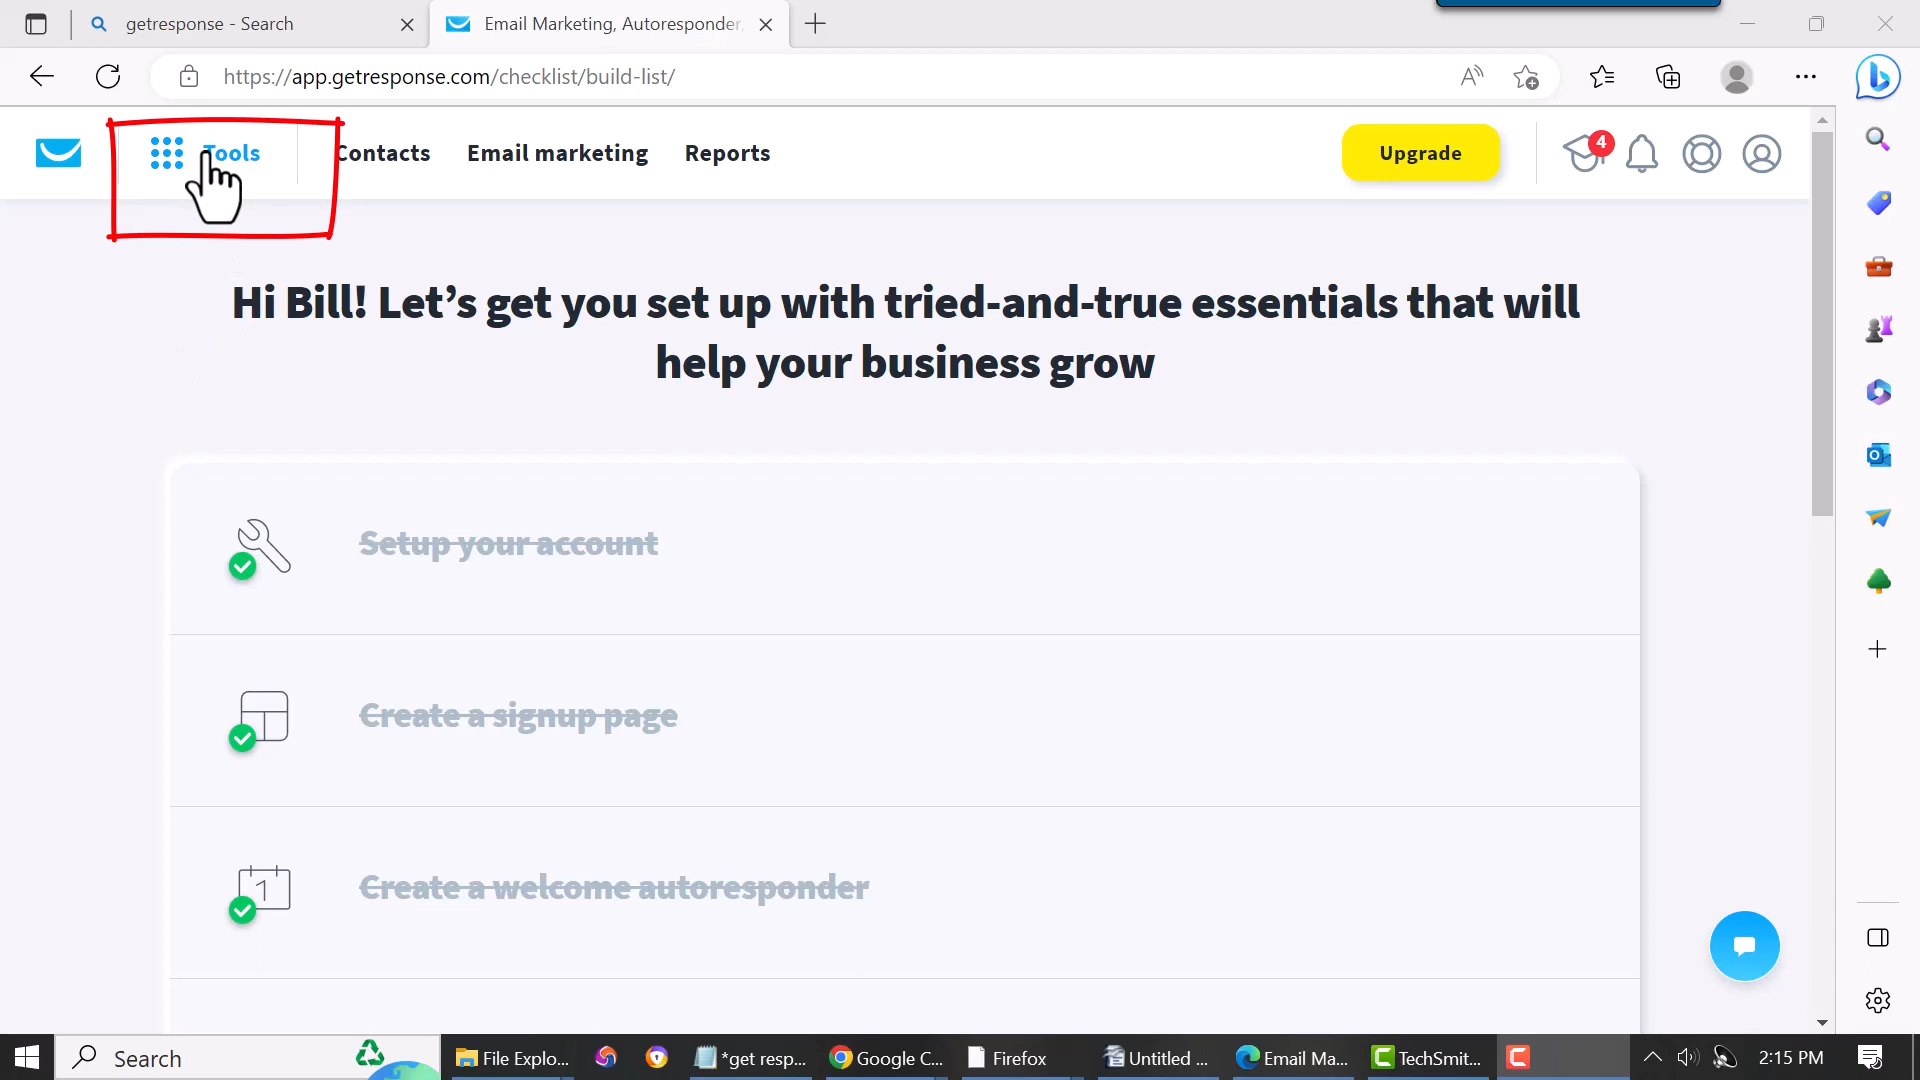 getresponse - Search
Email Marketing, Autoresponder,
https://app.getresponse.com/checklist/build-list/
Tools
Contacts
Email marketing
Reports
Upgrade
4
Hi Bill! Let’s get you set up with tried-and-true essentials that will
help your business grow
Setup your account
Create a signup page
1
Create a welcome autoresponder
Search
File Explo...
*get resp...
Google C...
Firefox
Untitled ...
Email Ma...
TechSmit...
2:15 PM